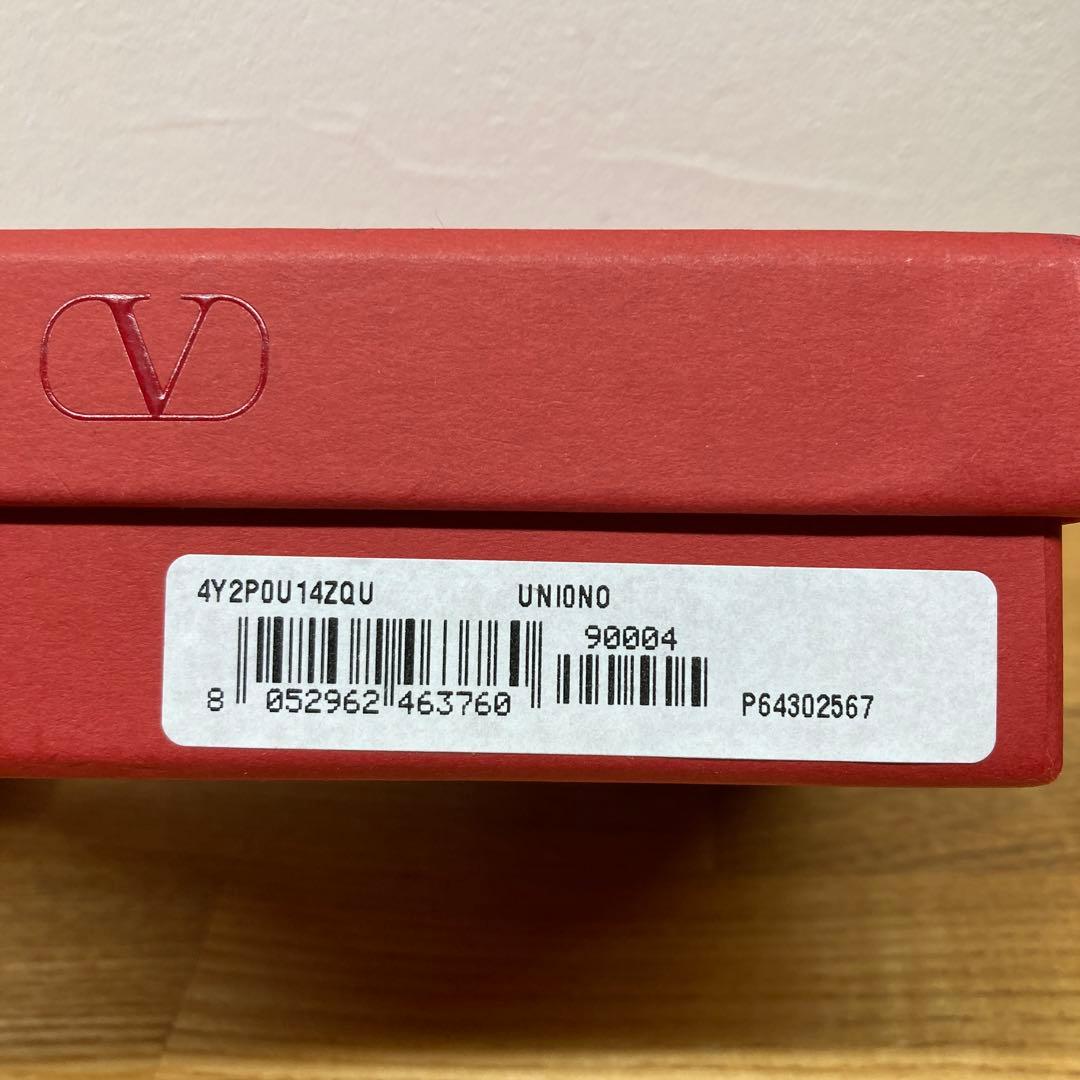 V
4Y2P0U14ZQU UNI0NO
90004
8 052962 463760
P64302567